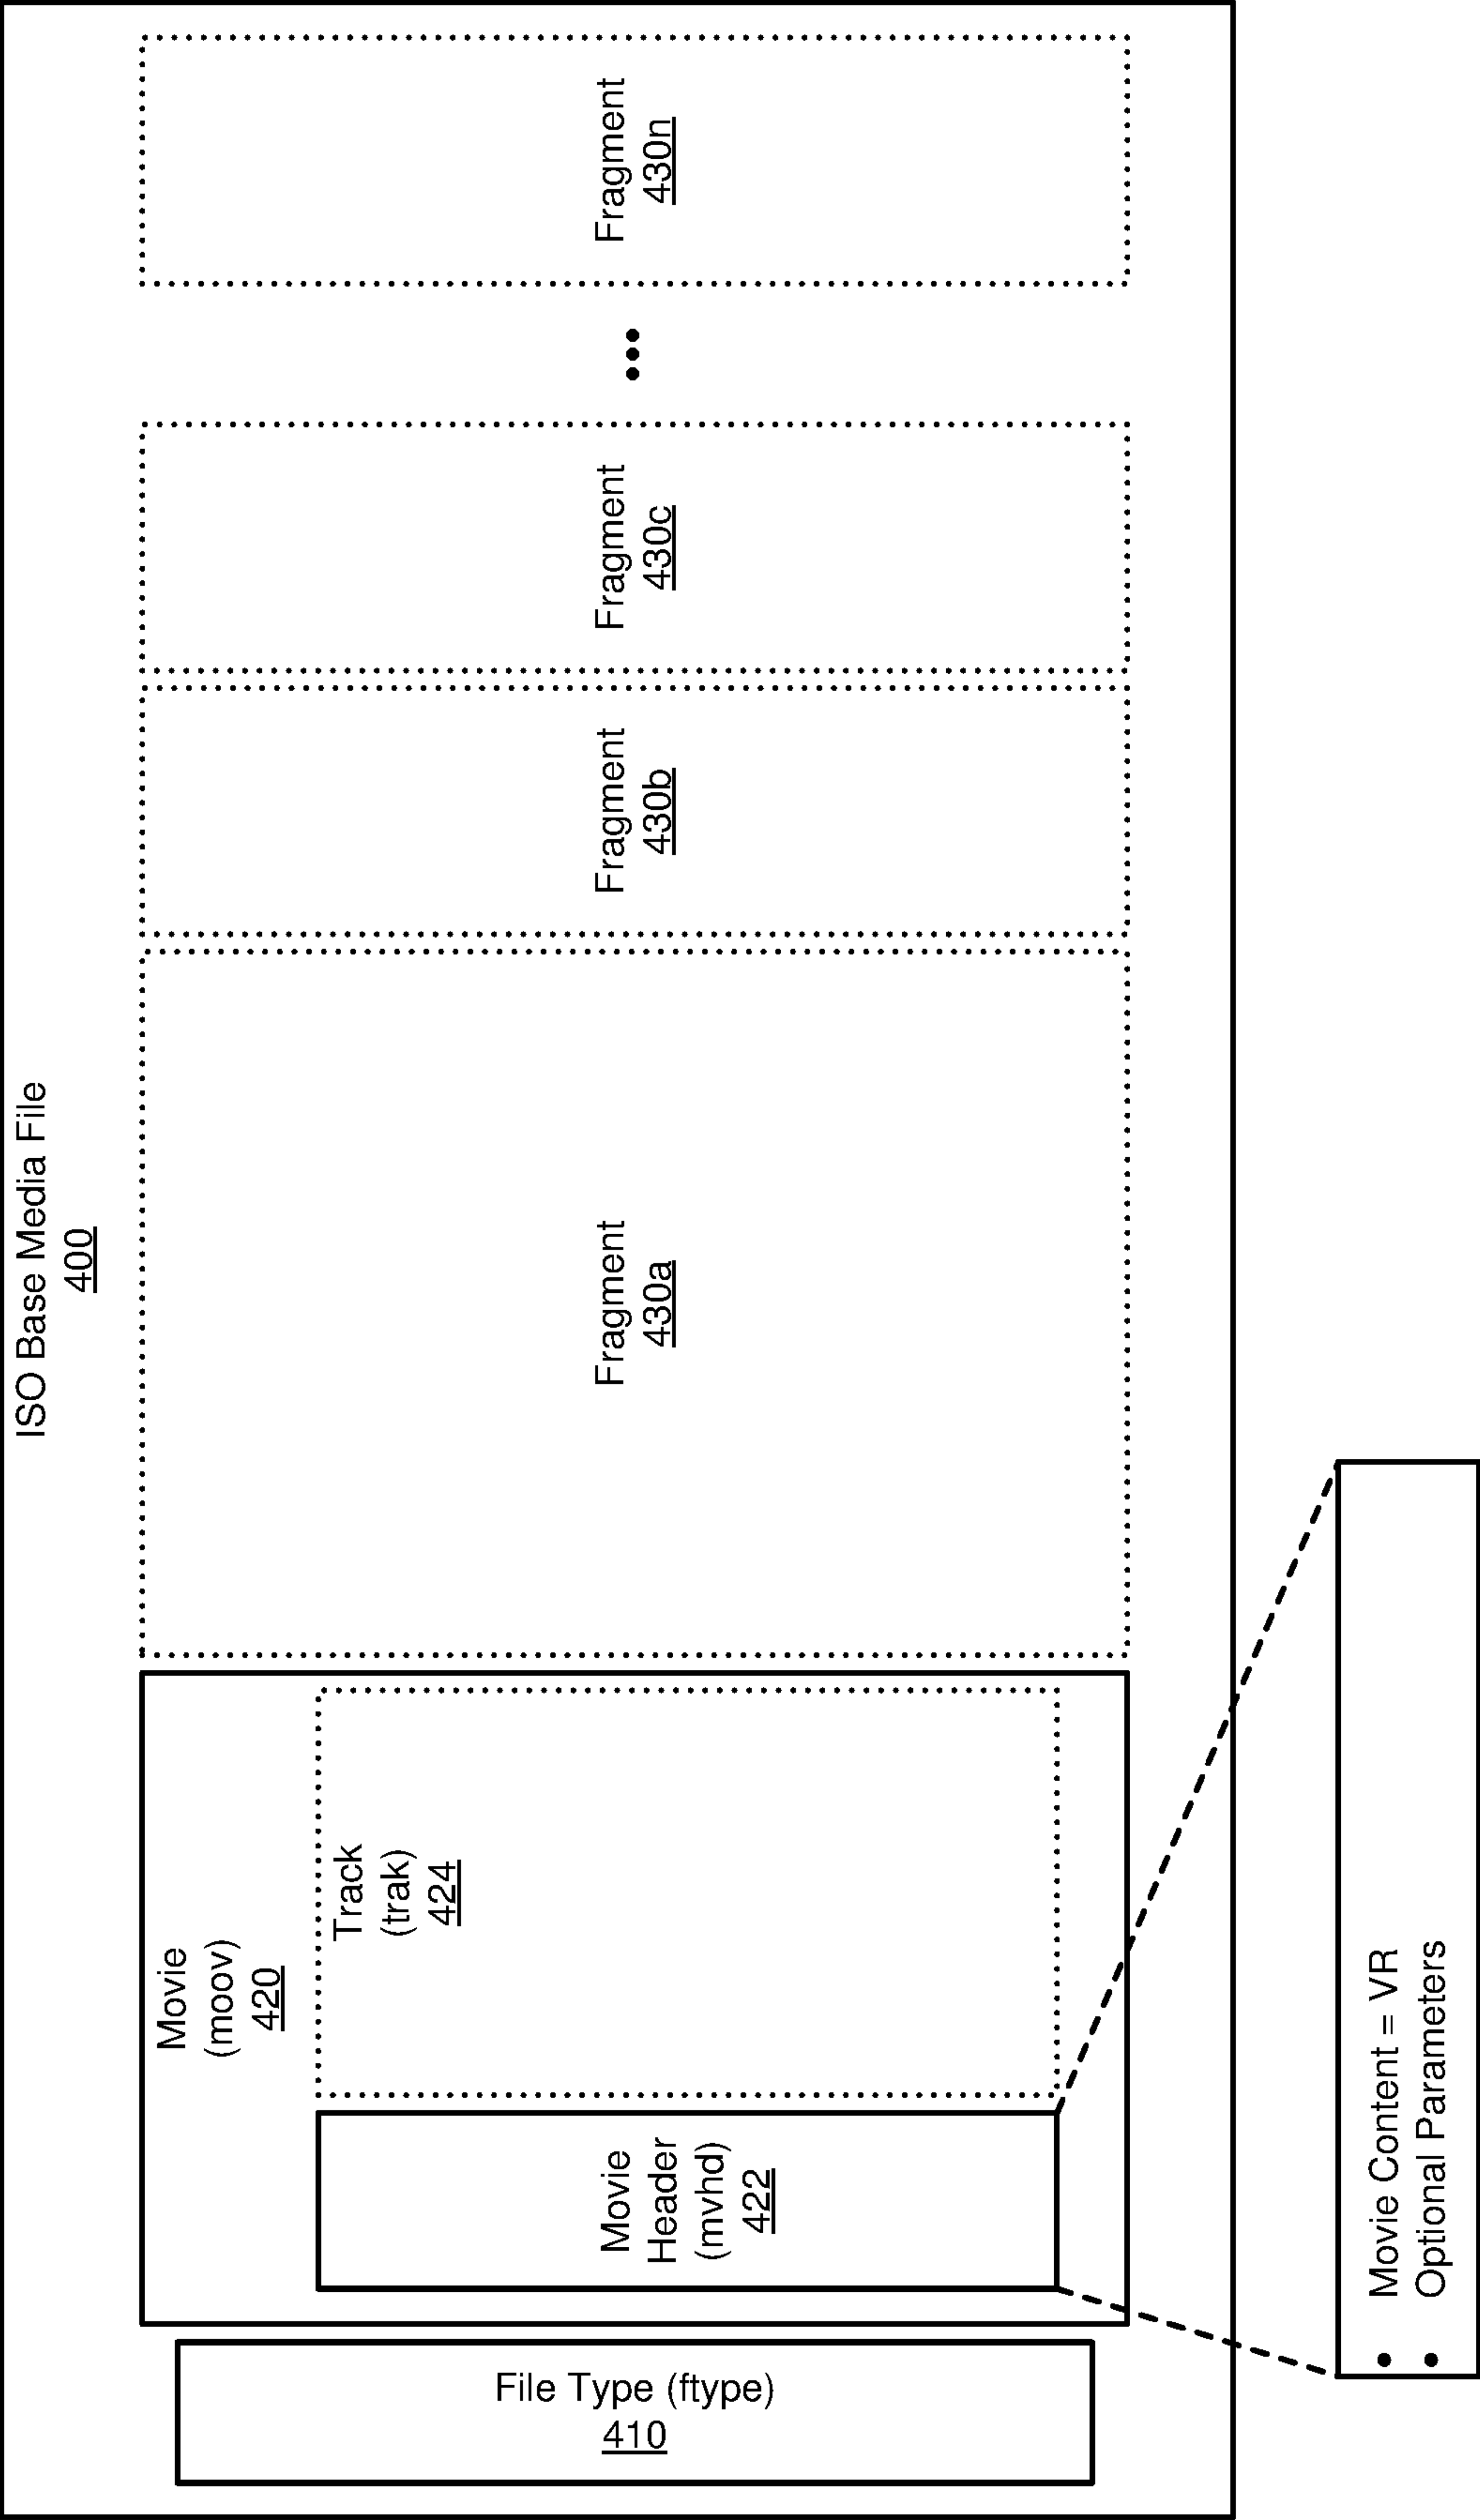 ISO Base Media File
400
File Type (ftype)
410
Movie
(moov)
420
Movie
Header
(mvhd)
422
Track
(trak)
424
Fragment
430a
Fragment
430b
Fragment
430c
•••
Fragment
430n
• Movie Content = VR
• Optional Parameters